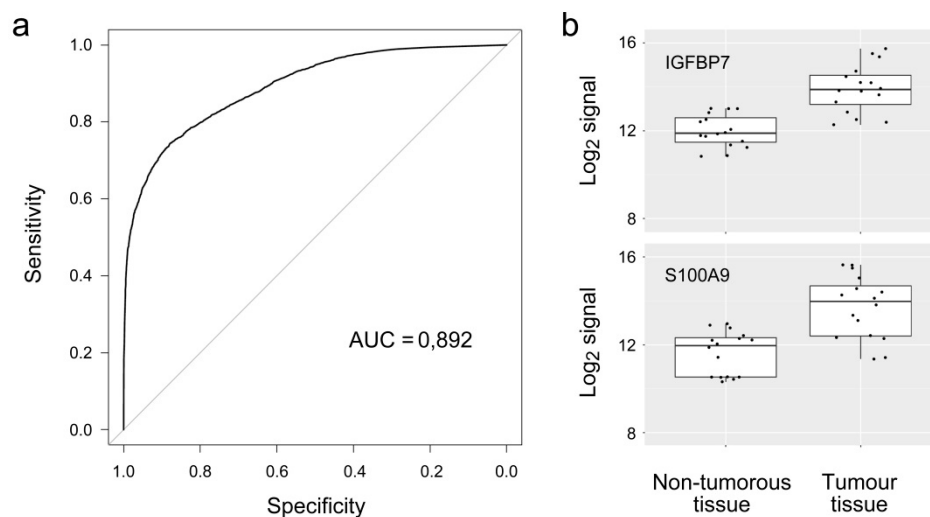 a
Sensitivity
1.0
0.8
0.6
0.4
0.2
0.0
AUC = 0,892
1.0 0.8 0.6 0.4 0.2 0.0
Specificity
b
Log2 signal
16
12
8
IGFBP7
Log2 signal
16
12
8
S100A9
Non-tumorous
tissue
Tumour
tissue